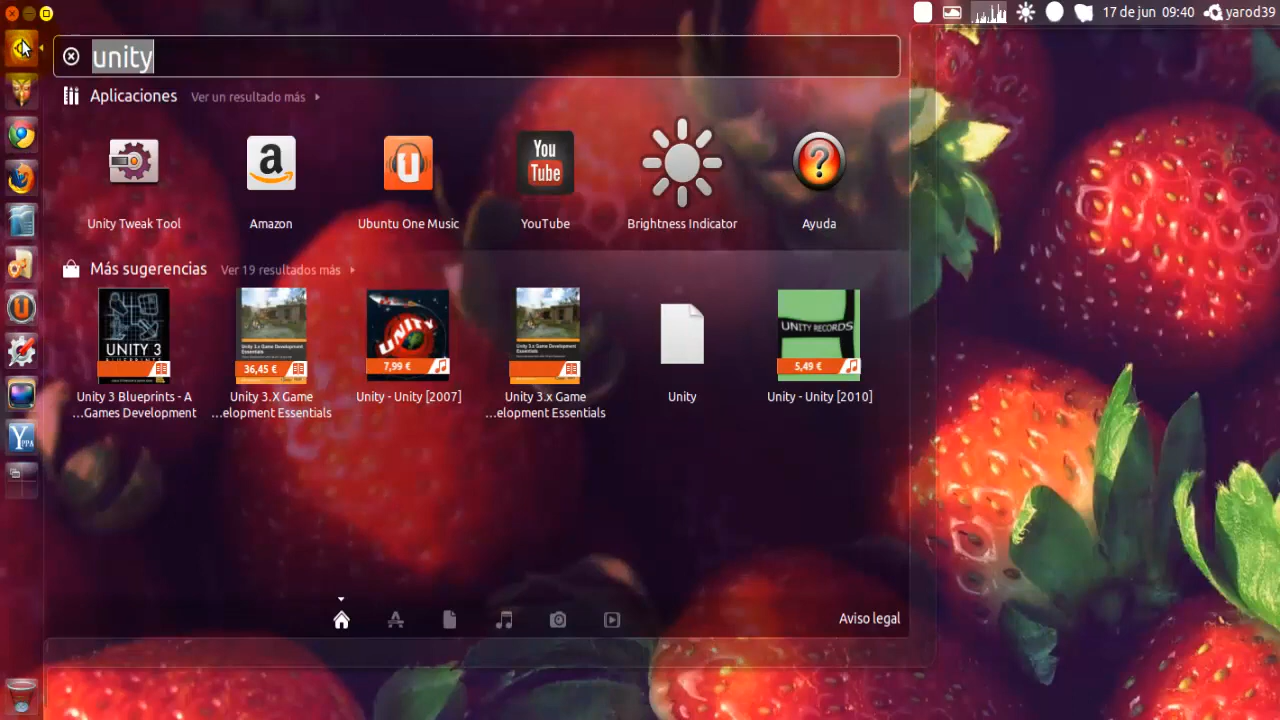 17 de jun 09:40 yarod39
unity
Aplicaciones Ver un resultado más
a
You
Tube
Unity Tweak Tool
Amazon
Ubuntu One Music
YouTube
Brightness Indicator
Ayuda
Más sugerencias Ver 19 resultados más
UNITY 3
36,45 €
UNITY
7,99 €
UNITY RECORDS
5,49 €
Unity 3 Blueprints - A
...Games Development
Unity 3.X Game
...elopment Essentials
Unity - Unity [2007]
Unity 3.x Game
...elopment Essentials
Unity
Unity - Unity [2010]
Aviso legal